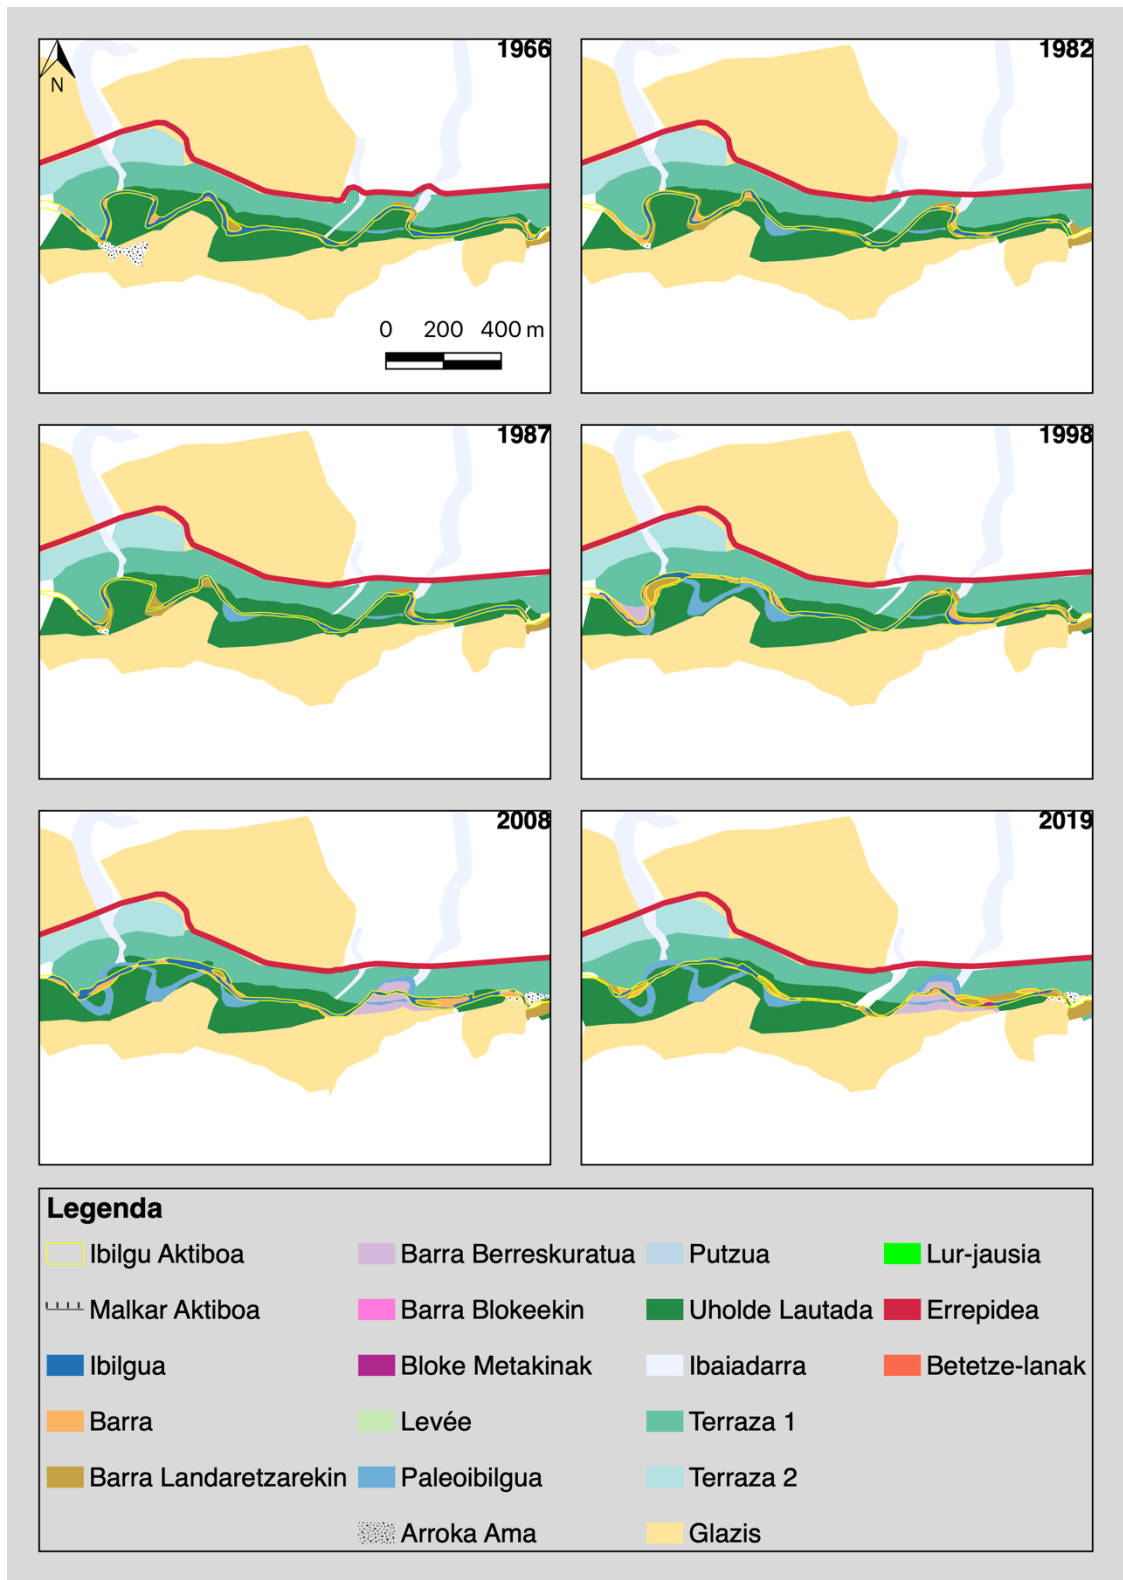 1966
N
0 200 400 m
1982
1987
1998
2008
2019
Legenda
Ibilgu Aktiboa
Malkar Aktiboa
Ibilgua
Barra
Barra Landaretzarekin
Barra Berreskuratua
Barra Blokeekin
Bloke Metakinak
Levée
Paleoibilgua
Arroka Ama
Putzua
Uholde Lautada
Ibaiadarra
Terraza 1
Terraza 2
Glazis
Lur-jausia
Errepidea
Betetze-lanak